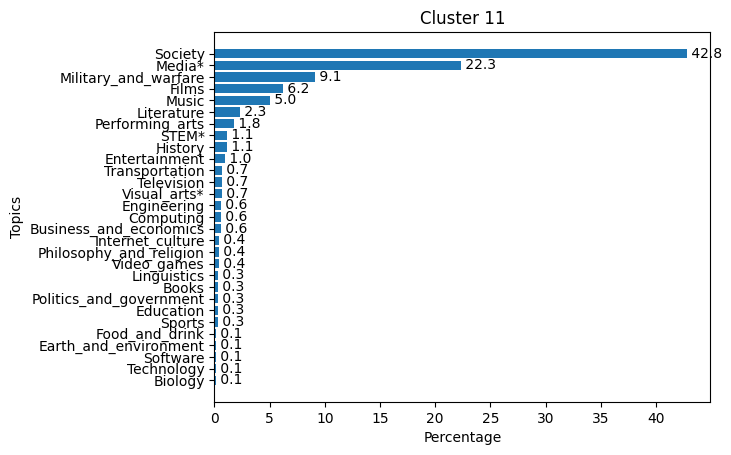 Cluster 11
Topics
Society 42.8
Media* 22.3
Military_and_warfare 9.1
Films 6.2
Music 5.0
Literature 2.3
Performing_arts 1.8
STEM* 1.1
History 1.1
Entertainment 1.0
Transportation 0.7
Television 0.7
Visual_arts* 0.7
Engineering 0.6
Computing 0.6
Business_and_economics 0.6
Internet_culture 0.4
Philosophy_and_religion 0.4
Video_games 0.4
Linguistics 0.3
Books 0.3
Politics_and_government 0.3
Education 0.3
Sports 0.3
Food_and_drink 0.1
Earth_and_environment 0.1
Software 0.1
Technology 0.1
Biology 0.1
0 5 10 15 20 25 30 35 40
Percentage